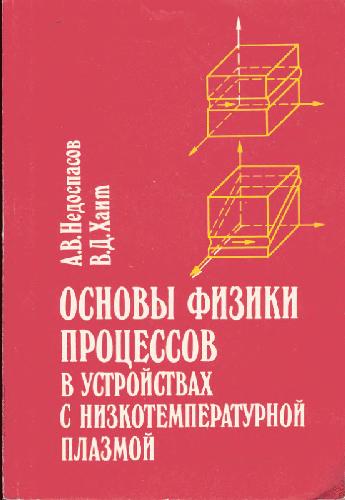 А.В.Недоспасов
В.Д.Хаит
ОСНОВЫ ФИЗИКИ
ПРОЦЕССОВ
В УСТРОЙСТВАХ
С НИЗКОТЕМПЕРАТУРНОЙ
ПЛАЗМОЙ